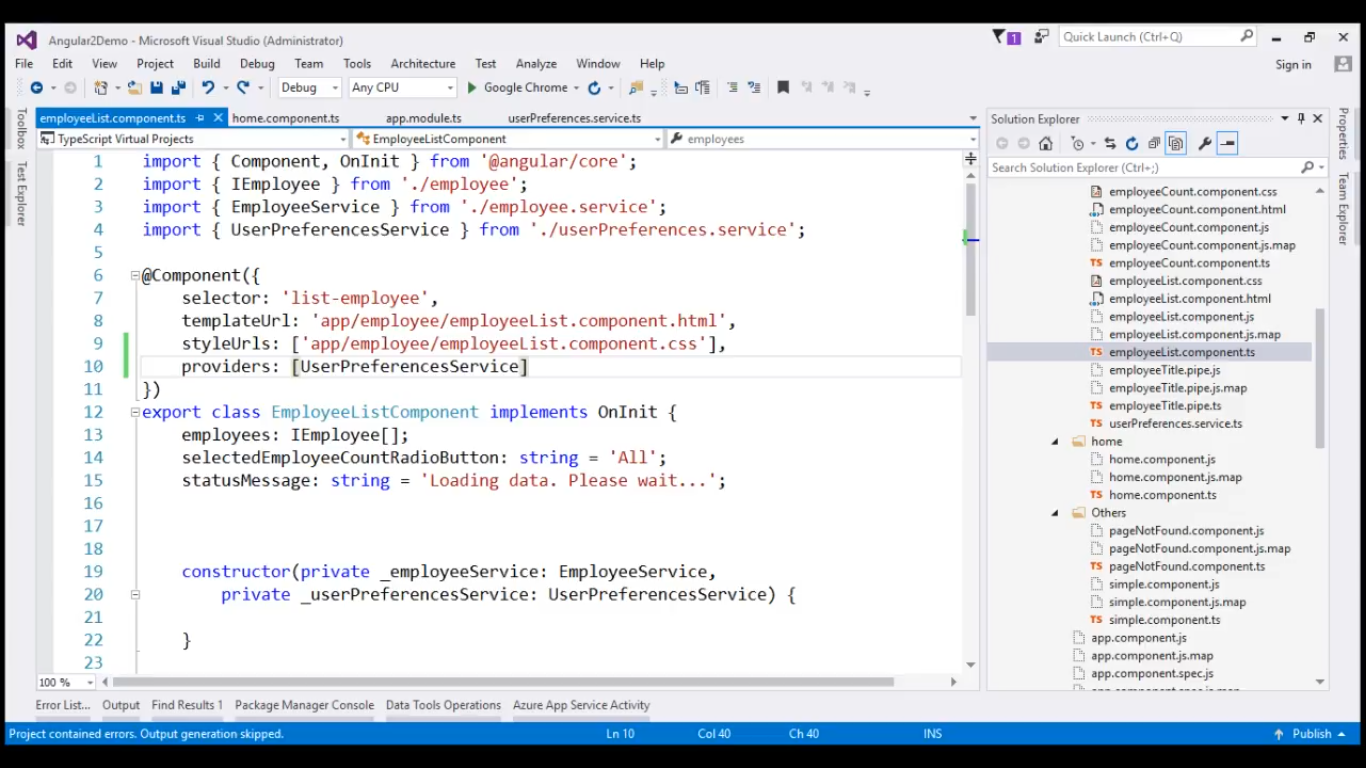 Angular2Demo - Microsoft Visual Studio (Administrator)
1
Quick Launch (Ctrl+Q)
File Edit View Project Build Debug Team Tools Architecture Test Analyze Window Help
Sign in
Debug Any CPU Google Chrome
Toolbox
Test Explorer
employeeList.component.ts home.component.ts app.module.ts userPreferences.service.ts
TypeScript Virtual Projects EmployeeListComponent employees
1 import { Component, OnInit } from '@angular/core';
2 import { IEmployee } from './employee';
3 import { EmployeeService } from './employee.service';
4 import { UserPreferencesService } from './userPreferences.service';
5
6 @Component({
7 selector: 'list-employee',
8 templateUrl: 'app/employee/employeeList.component.html',
9 styleUrls: ['app/employee/employeeList.component.css'],
10 providers: [UserPreferencesService]
11 })
12 export class EmployeeListComponent implements OnInit {
13 employees: IEmployee[];
14 selectedEmployeeCountRadioButton: string = 'All';
15 statusMessage: string = 'Loading data. Please wait...';
16
17
18
19 constructor(private _employeeService: EmployeeService,
20 private _userPreferencesService: UserPreferencesService) {
21
22 }
23
100 %
Solution Explorer
Search Solution Explorer (Ctrl+;)
employeeCount.component.css
employeeCount.component.html
employeeCount.component.js
employeeCount.component.js.map
TS employeeCount.component.ts
employeeList.component.css
employeeList.component.html
employeeList.component.js
employeeList.component.js.map
TS employeeList.component.ts
employeeTitle.pipe.js
employeeTitle.pipe.js.map
TS employeeTitle.pipe.ts
TS userPreferences.service.ts
home
home.component.js
home.component.js.map
TS home.component.ts
Others
pageNotFound.component.js
pageNotFound.component.js.map
TS pageNotFound.component.ts
simple.component.js
simple.component.js.map
TS simple.component.ts
app.component.js
app.component.js.map
app.component.spec.js
Properties
Team Explorer
Error List... Output Find Results 1 Package Manager Console Data Tools Operations Azure App Service Activity
Project contained errors. Output generation skipped. Ln 10 Col 40 Ch 40 INS Publish